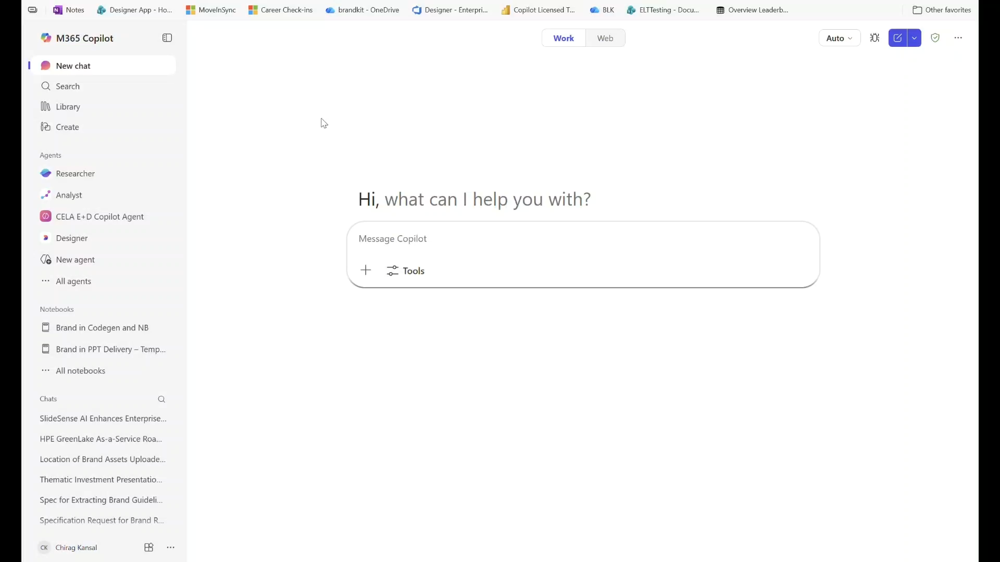 Notes
Designer App - Ho...
MoveInSync
Career Check-ins
brandkit - OneDrive
Designer - Enterpri...
Copilot Licensed T...
BLK
ELTTesting - Docu...
Overview Leaderb...
Other favorites
M365 Copilot
Work
Web
Auto
New chat
Search
Library
Create
Agents
Researcher
Analyst
CELA E+D Copilot Agent
Designer
New agent
All agents
Notebooks
Brand in Codegen and NB
Brand in PPT Delivery – Temp...
All notebooks
Chats
SlideSense AI Enhances Enterprise...
HPE GreenLake As-a-Service Roa...
Location of Brand Assets Uploade...
Thematic Investment Presentatio...
Spec for Extracting Brand Guideli...
Specification Request for Brand R...
CK
Chirag Kansal
Hi, what can I help you with?
Message Copilot
Tools